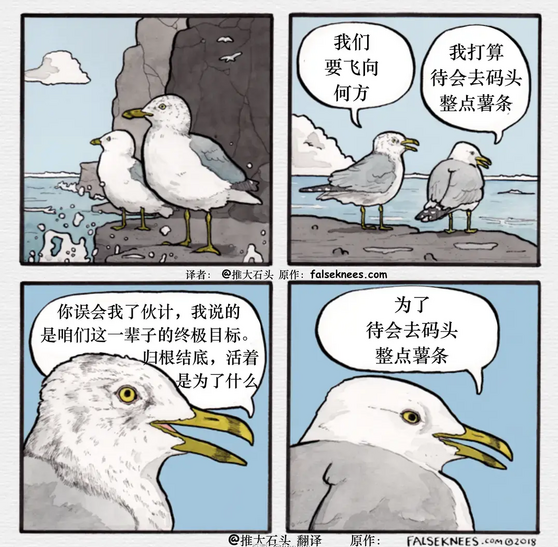 我们
要飞向
何方
我打算
待会去码头
整点薯条
译者： @推大石头 原作：falseknees.com
你误会我了伙计，我说的
是咱们这一辈子的终极目标。
归根结底，活着
是为了什么
为了
待会去码头
整点薯条
@推大石头 翻译 原作： FALSEKNEES.COM©2018